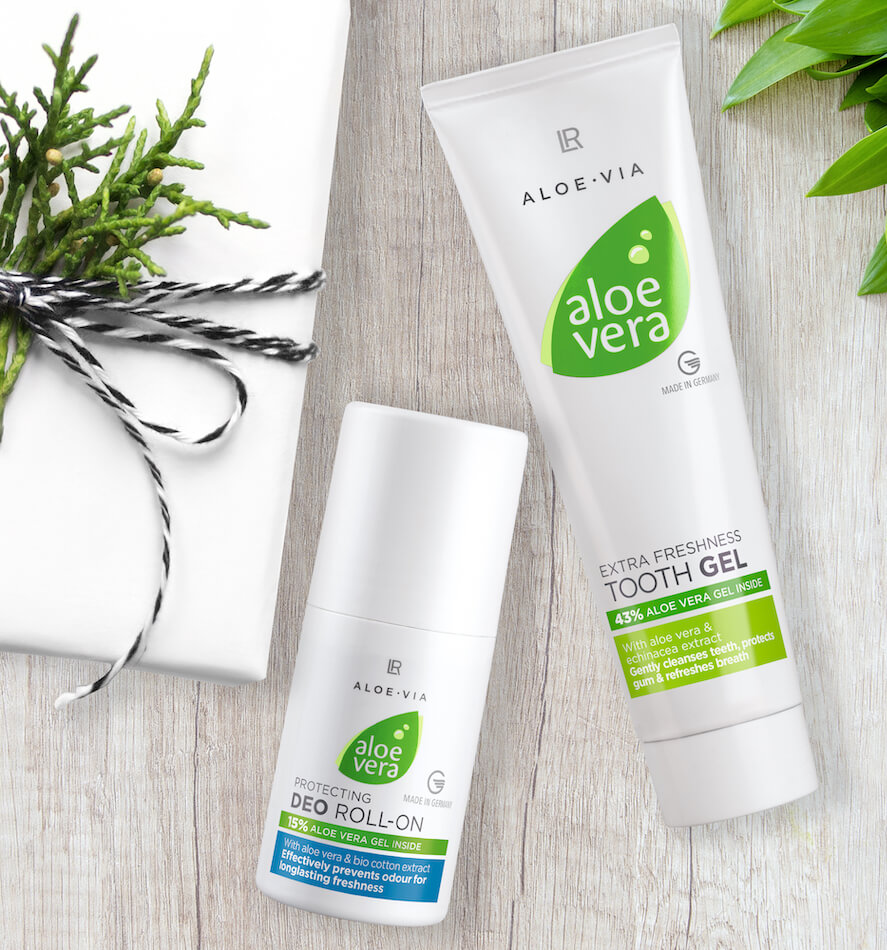 LR
ALOE·VIA
aloe
vera
MADE IN GERMANY
EXTRA FRESHNESS
TOOTH GEL
43% ALOE VERA GEL INSIDE
With aloe vera &
echinacea extract
Gently cleanses teeth, protects
gum & refreshes breath
LR
ALOE·VIA
aloe
vera
MADE IN GERMANY
PROTECTING
DEO ROLL-ON
15% ALOE VERA GEL INSIDE
With aloe vera & bio cotton extract
Effectively prevents odour for
longlasting freshness